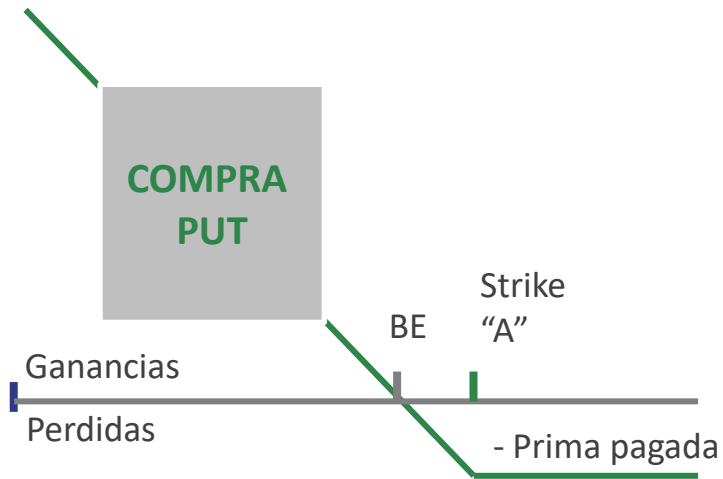 COMPRA
PUT
Strike
“A”
BE
Ganancias
Perdidas
- Prima pagada